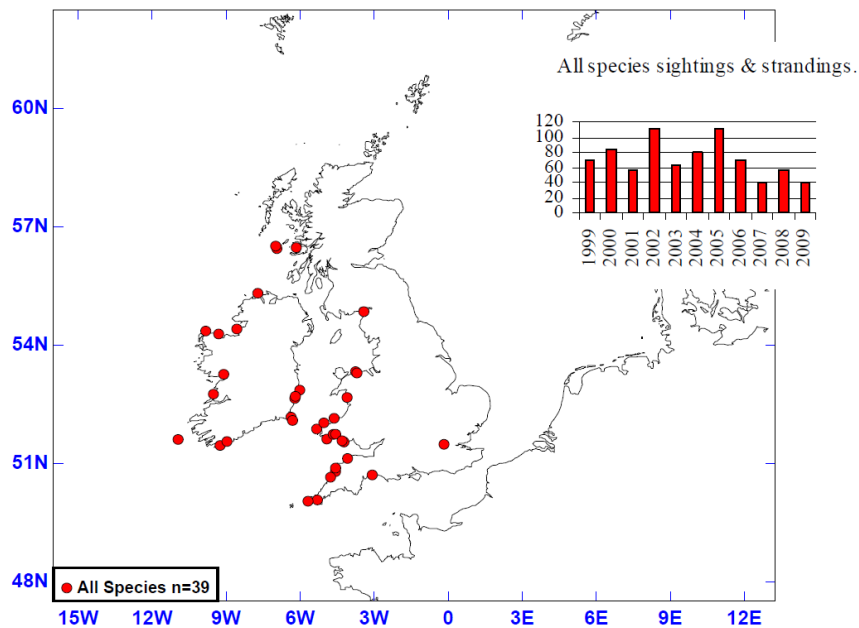 All species sightings & strandings.
120
100
80
60
40
20
0
1999
2000
2001
2002
2003
2004
2005
2006
2007
2008
2009
60N
57N
54N
51N
48N
All Species n=39
15W 12W 9W 6W 3W 0 3E 6E 9E 12E